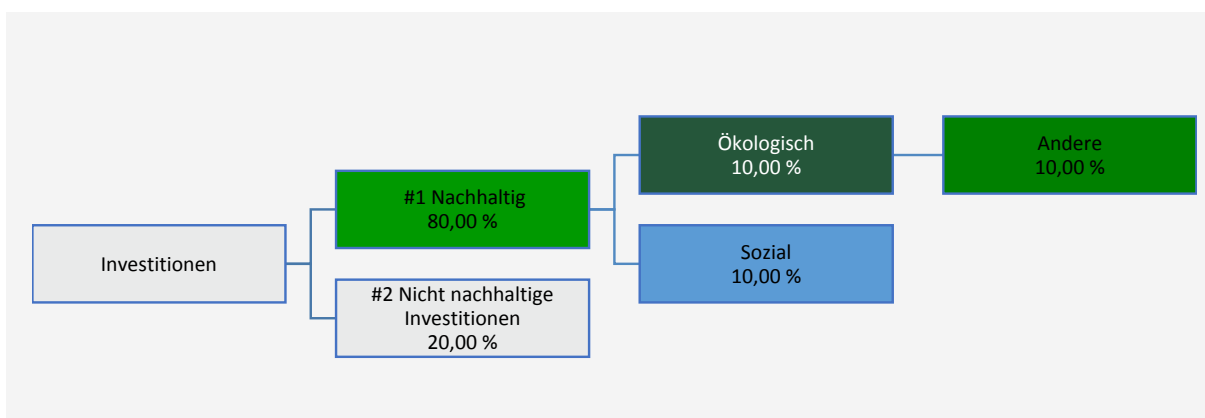 Investitionen
#1 Nachhaltig
80,00 %
#2 Nicht nachhaltige
Investitionen
20,00 %
Ökologisch
10,00 %
Sozial
10,00 %
Andere
10,00 %